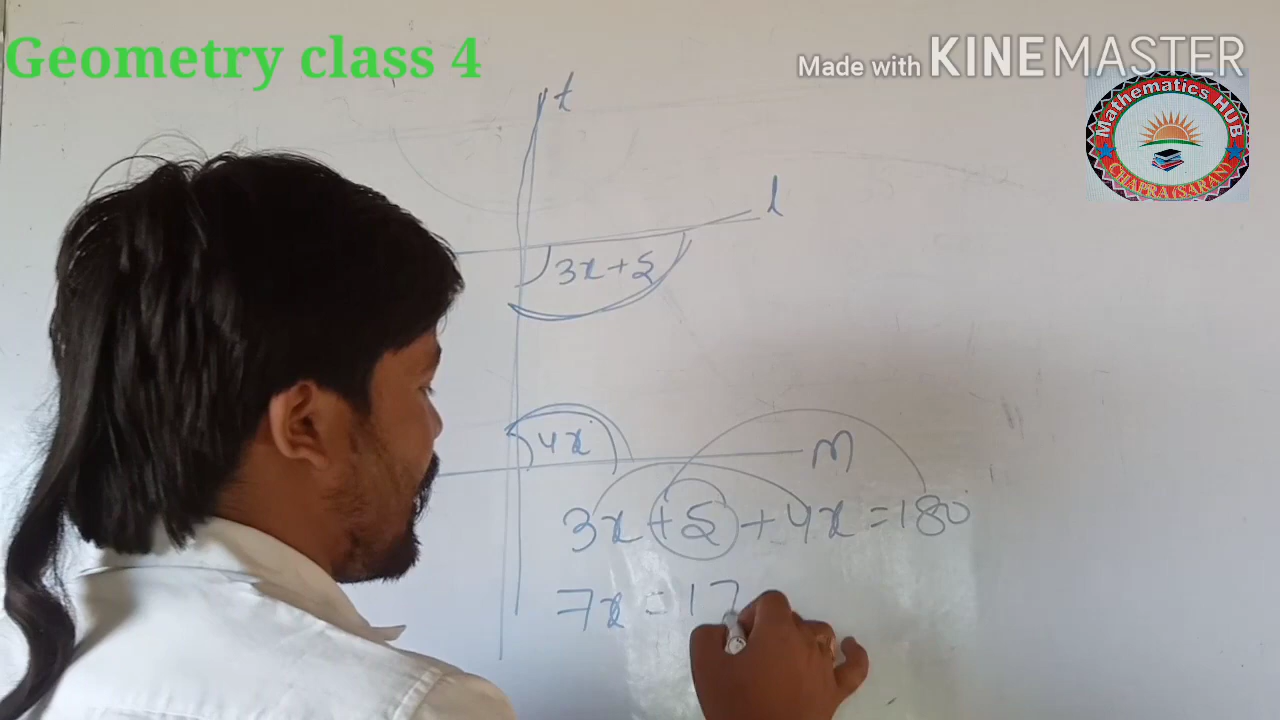 Geometry class 4
Made with KINEMASTER
Mathematics HUB
CHAPRA (SARAN)
t
l
3x+5
4x
m
3x+5+4x=180°
7x=17